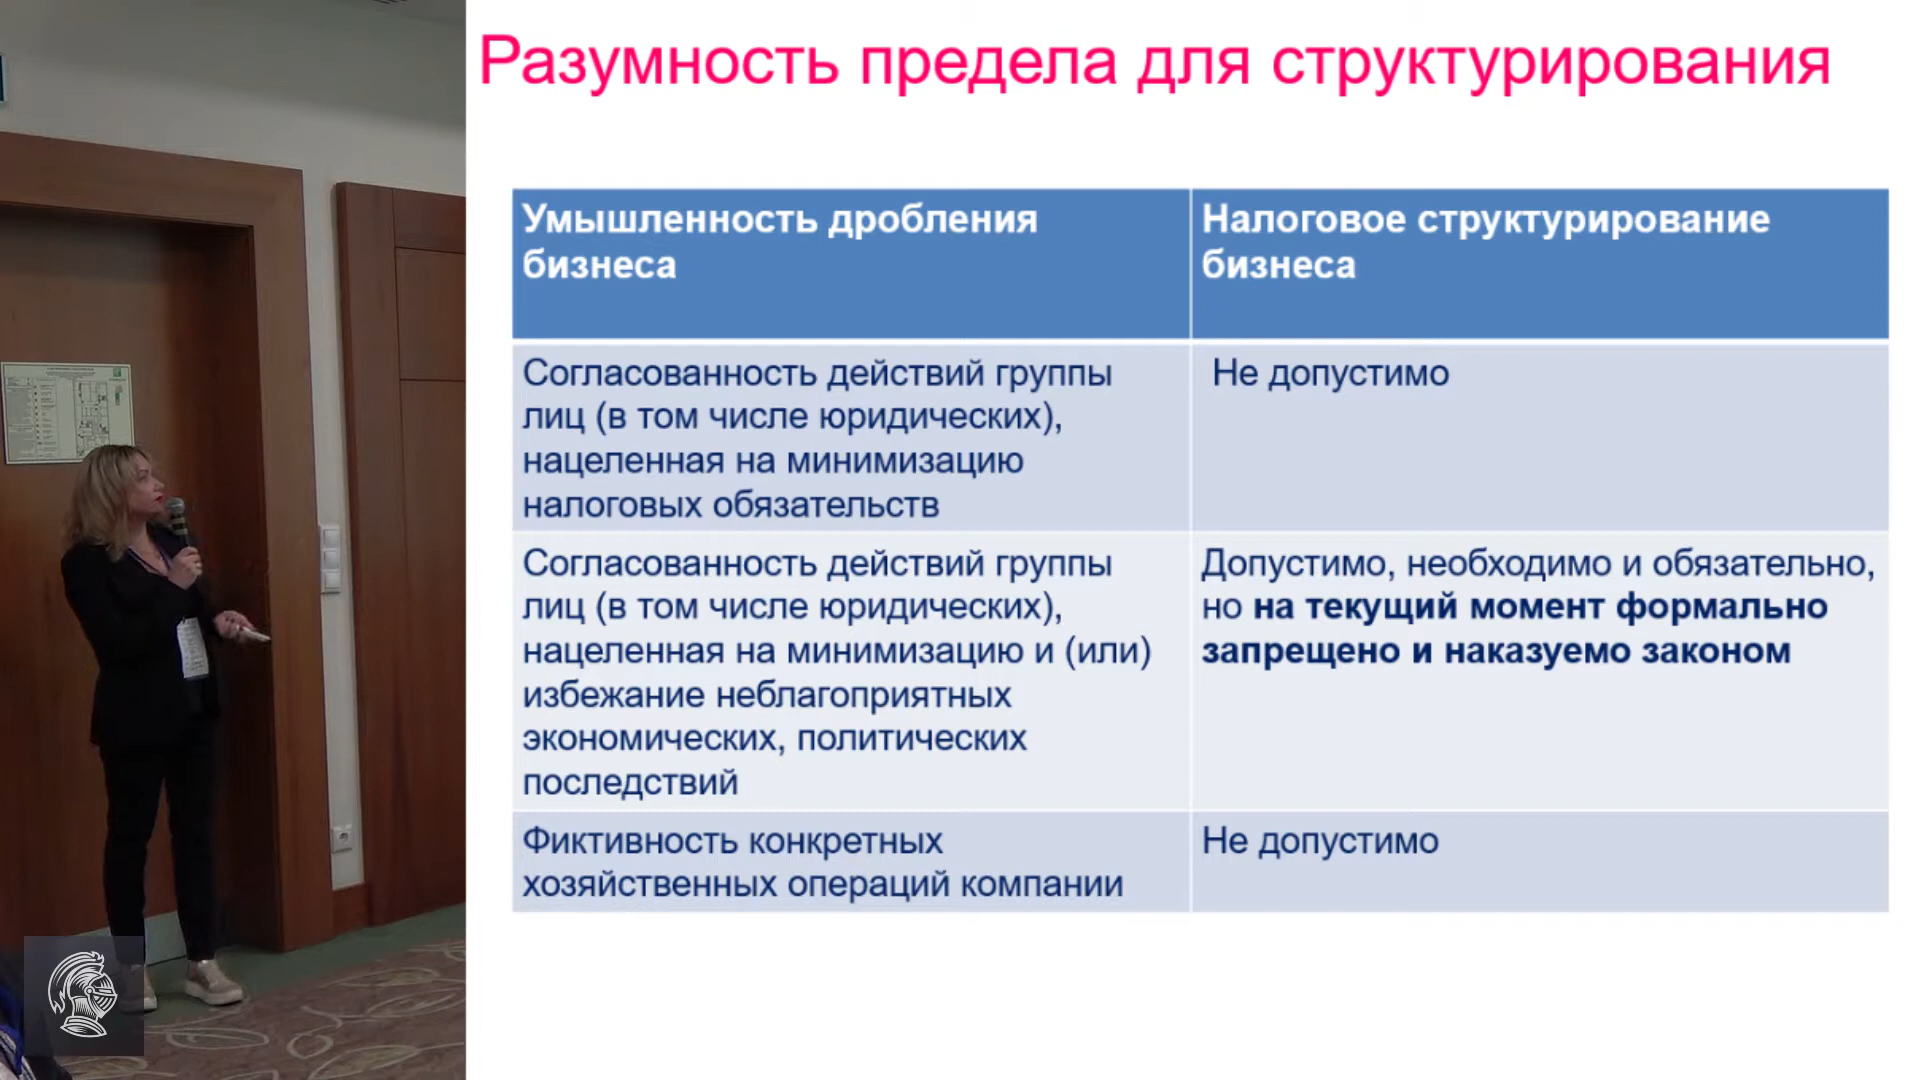 Разумность предела для структурирования
Умышленность дробления
бизнеса
Налоговое структурирование
бизнеса
Согласованность действий группы
лиц (в том числе юридических),
нацеленная на минимизацию
налоговых обязательств
Не допустимо
Согласованность действий группы
лиц (в том числе юридических),
нацеленная на минимизацию и (или)
избежание неблагоприятных
экономических, политических
последствий
Допустимо, необходимо и обязательно,
но на текущий момент формально
запрещено и наказуемо законом
Фиктивность конкретных
хозяйственных операций компании
Не допустимо